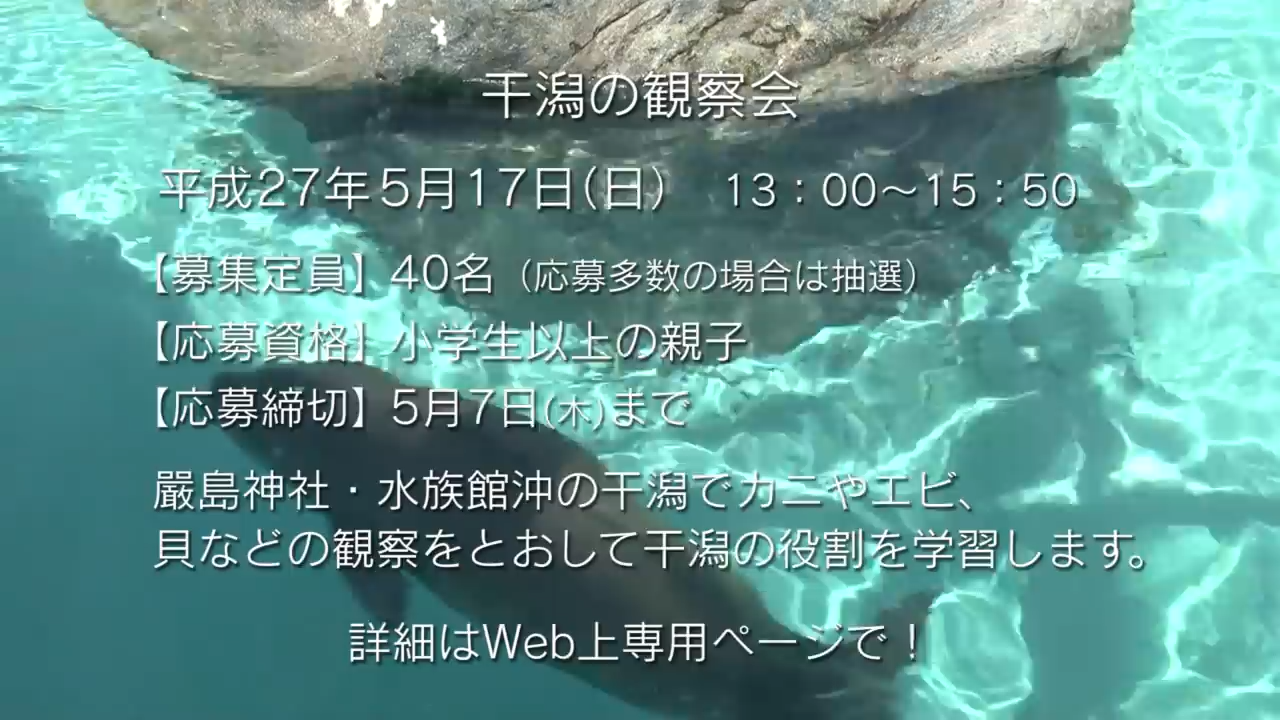 干潟の観察会
平成27年5月17日(日)　13：00～15：50
【募集定員】40名（応募多数の場合は抽選）
【応募資格】小学生以上の親子
【応募締切】5月7日(木)まで
嚴島神社・水族館沖の干潟でカニやエビ、
貝などの観察をとおして干潟の役割を学習します。
詳細はWeb上専用ページで！